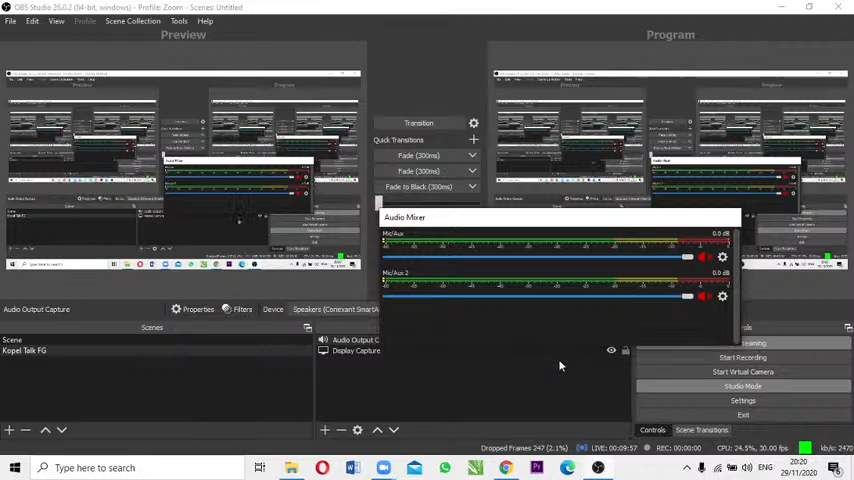 OBS Studio 26.0.2 (64-bit, windows) - Profile: Zoom - Scenes: Untitled
File Edit View Profile Scene Collection Tools Help
Preview
Program
Transition
Quick Transitions
Fade (300ms)
Fade (300ms)
Fade to Black (300ms)
Audio Mixer
Mic/Aux 0.0 dB
Mic/Aux 2 0.0 dB
Audio Output Capture
Properties
Filters
Device
Speakers (Conexant SmartA
Scenes
Scene
Kopel Talk FG
Audio Output C
Display Capture
Streaming
Start Recording
Start Virtual Camera
Studio Mode
Settings
Exit
Controls
Scene Transitions
Dropped Frames 247 (2.1%) LIVE: 00:09:57 REC: 00:00:00 CPU: 24.5%, 30.00 fps kb/s: 2470
Type here to search
ENG
20:20
29/11/2020
6